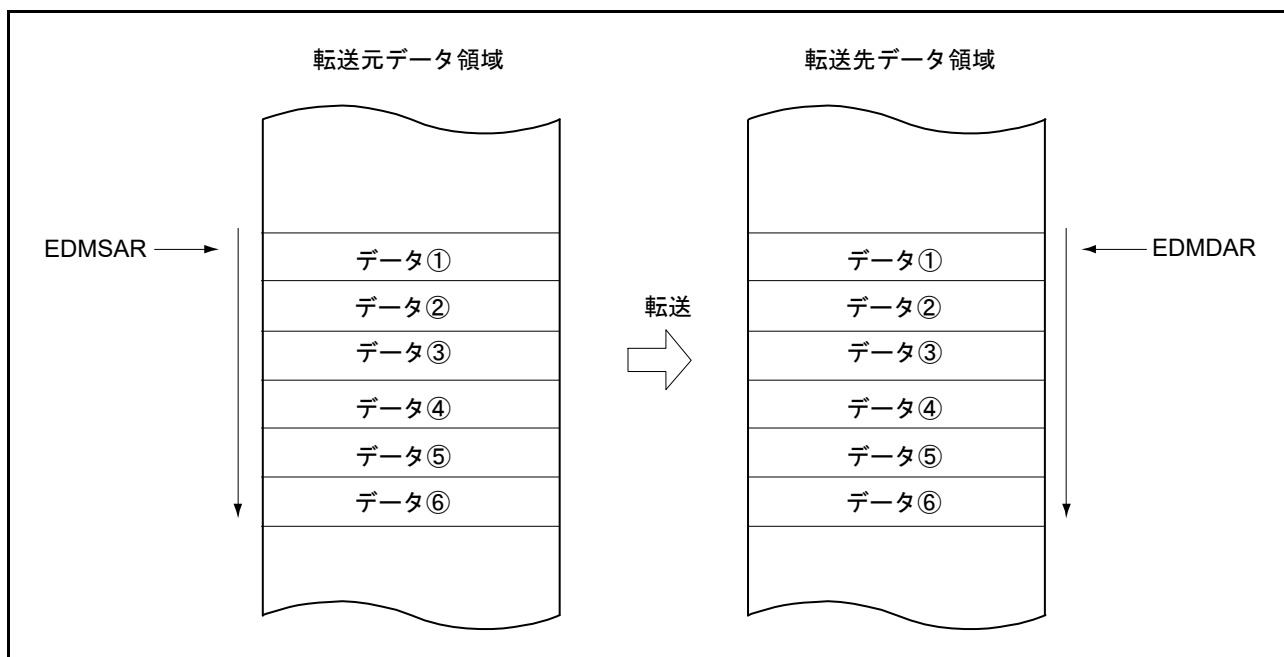 転送元データ領域
転送先データ領域
EDMSAR
EDMDAR
データ①
データ②
データ③
データ④
データ⑤
データ⑥
転送
データ①
データ②
データ③
データ④
データ⑤
データ⑥